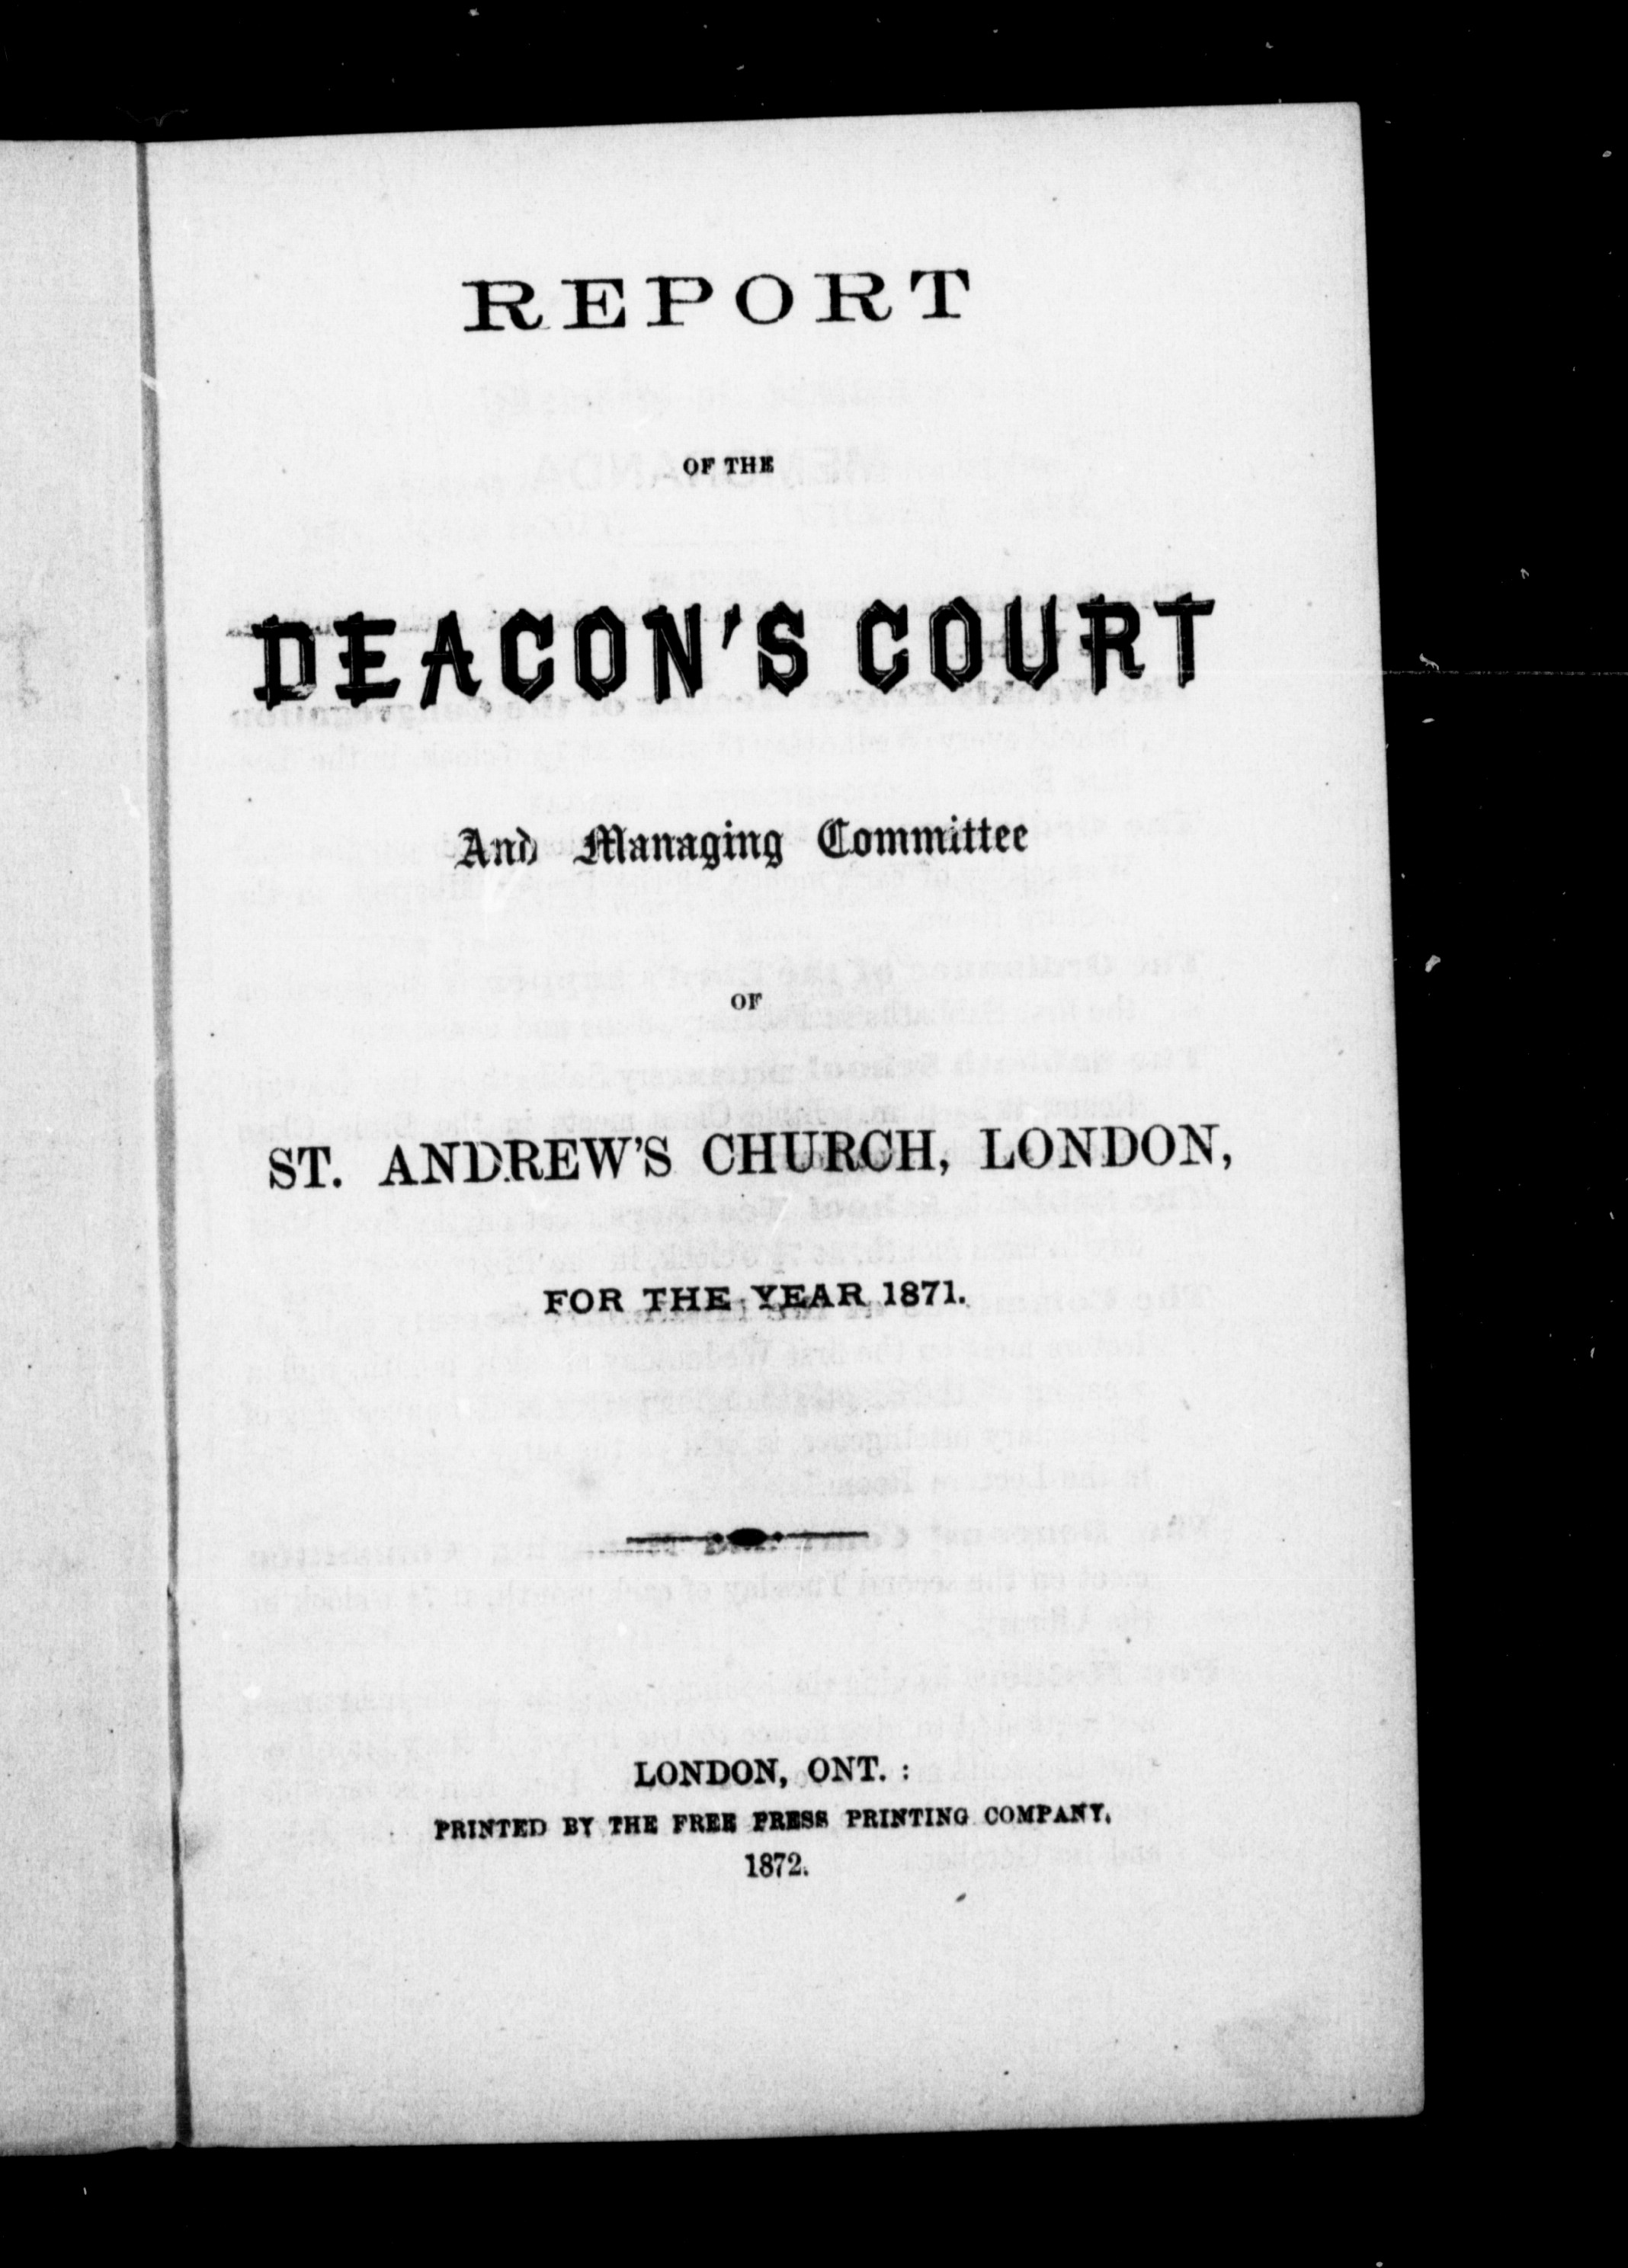 REPORT
OF THE
DEACON'S COURT
And Managing Committee
OF
ST. ANDREW'S CHURCH, LONDON,
FOR THE YEAR 1871.
LONDON, ONT. :
PRINTED BY THE FREE PRESS PRINTING COMPANY.
1872.